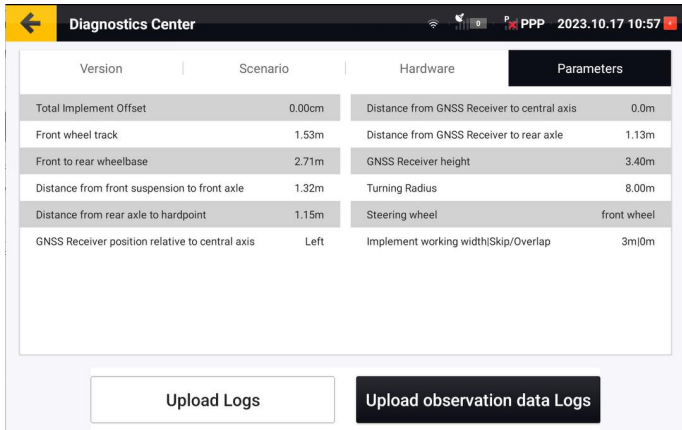 Diagnostics Center
0
P PPP 2023.10.17 10:57
Version Scenario Hardware Parameters
Total Implement Offset 0.00cm Distance from GNSS Receiver to central axis 0.0m
Front wheel track 1.53m Distance from GNSS Receiver to rear axle 1.13m
Front to rear wheelbase 2.71m GNSS Receiver height 3.40m
Distance from front suspension to front axle 1.32m Turning Radius 8.00m
Distance from rear axle to hardpoint 1.15m Steering wheel front wheel
GNSS Receiver position relative to central axis Left Implement working width|Skip/Overlap 3m|0m
Upload Logs Upload observation data Logs